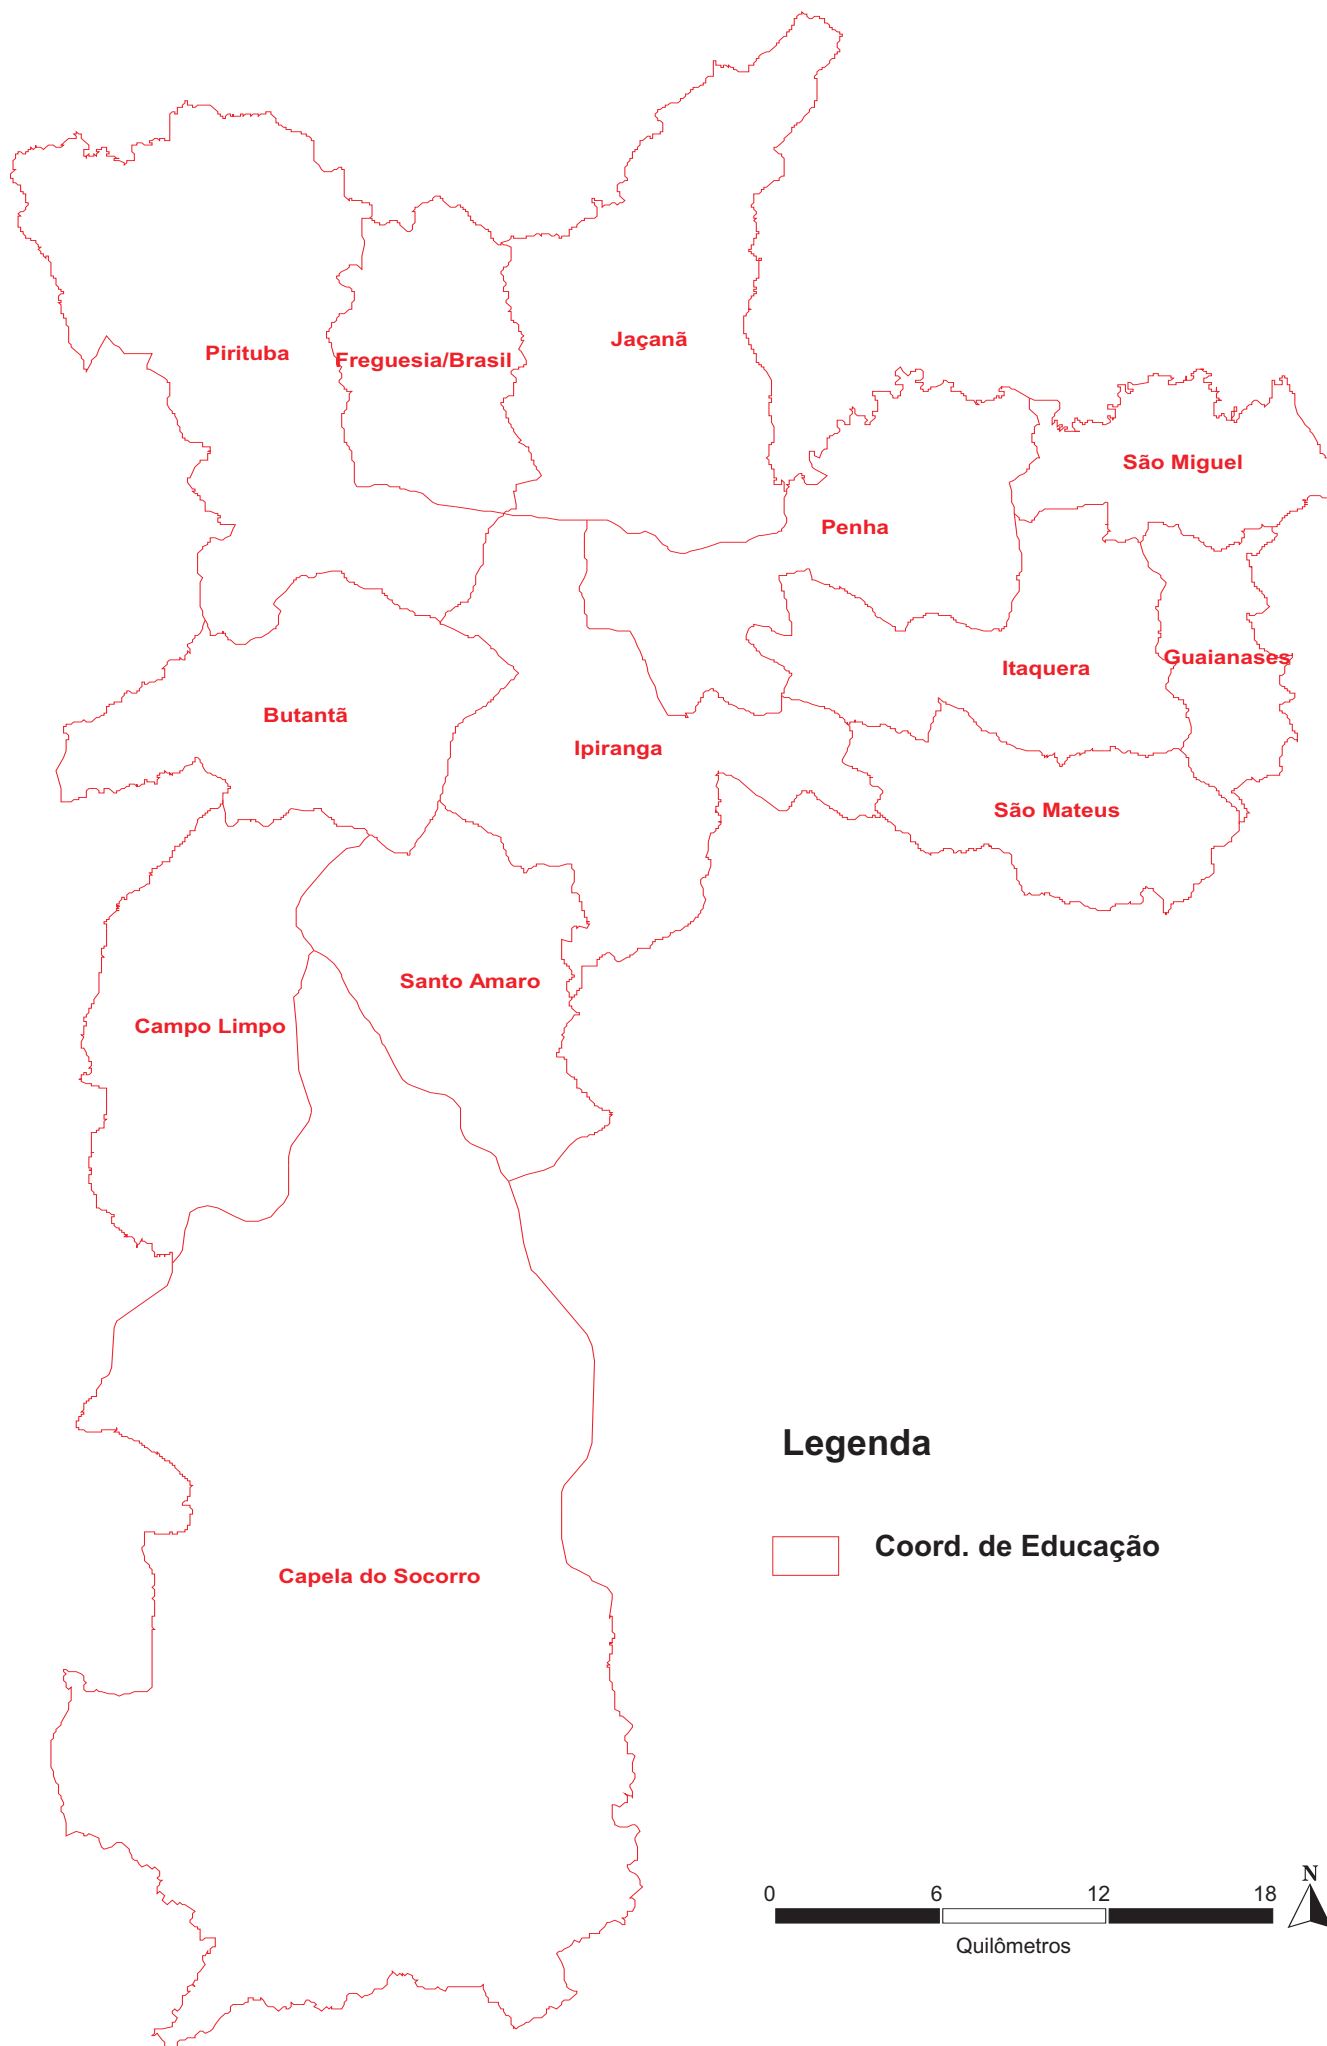 Jaçanã
Pirituba
Freguesia/Brasil
São Miguel
Penha
Guaianases
Itaquera
Butantã
Ipiranga
São Mateus
Santo Amaro
Campo Limpo
Legenda
Coord. de Educação
Capela do Socorro
N
0 6 12 18
Quilômetros